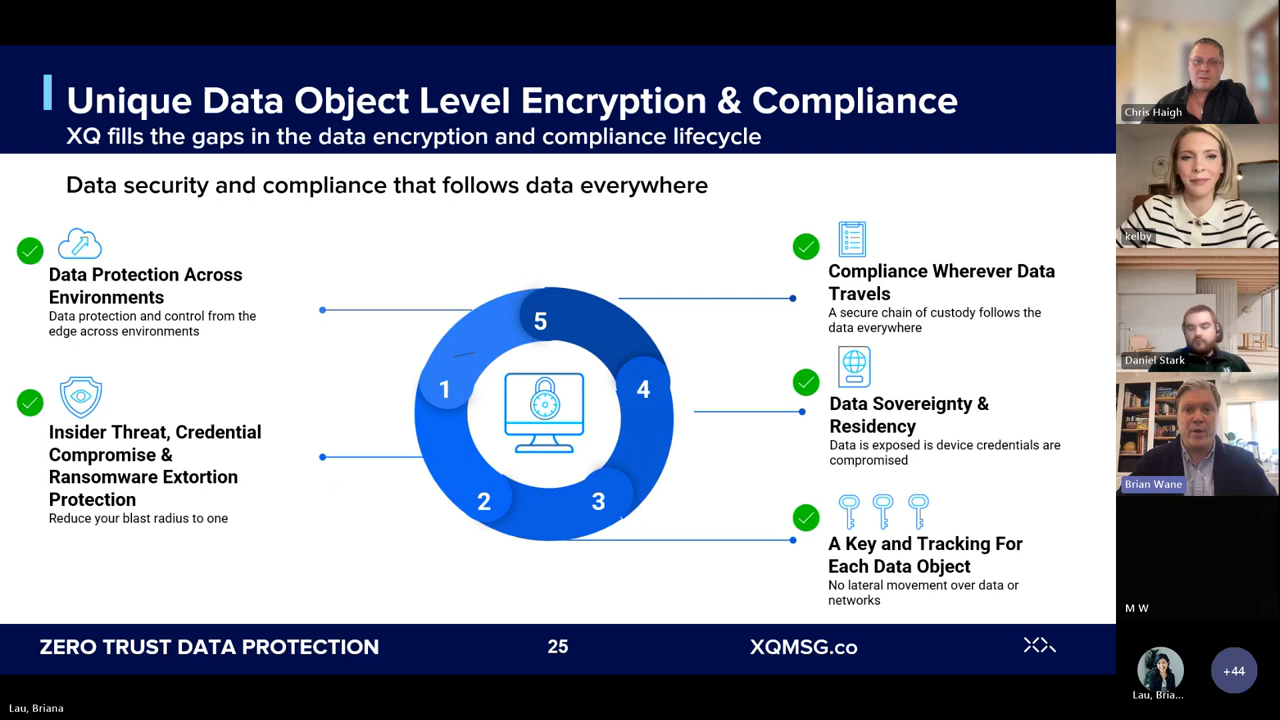 Unique Data Object Level Encryption & Compliance
XQ fills the gaps in the data encryption and compliance lifecycle
Data security and compliance that follows data everywhere
Data Protection Across
Environments
Data protection and control from the
edge across environments
Insider Threat, Credential
Compromise &
Ransomware Extortion
Protection
Reduce your blast radius to one
5
1
4
2
3
Compliance Wherever Data
Travels
A secure chain of custody follows the
data everywhere
Data Sovereignty &
Residency
Data is exposed is device credentials are
compromised
A Key and Tracking For
Each Data Object
No lateral movement over data or
networks
ZERO TRUST DATA PROTECTION
25
XQMSG.co
Chris Haigh
kelby
Daniel Stark
Brian Wane
M W
Lau, Bria...
+44
Lau, Briana